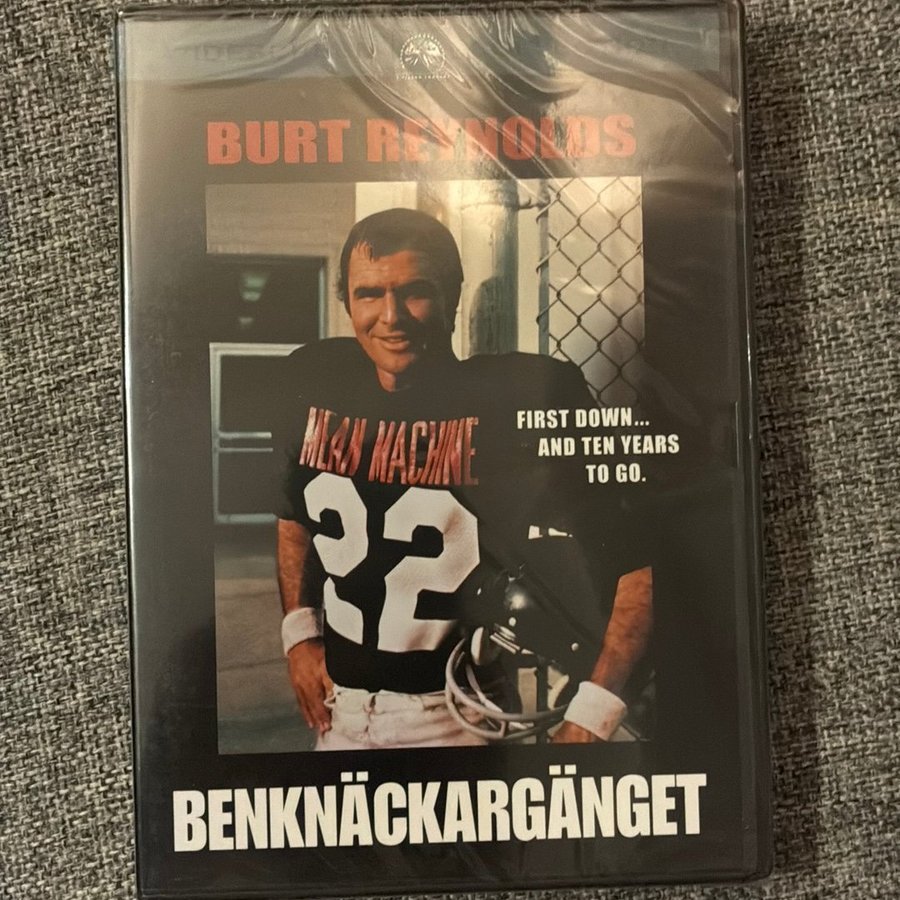 BURT REYNOLDS
MEAN MACHINE
22
FIRST DOWN...
AND TEN YEARS
TO GO.
BENKNÄCKARGÄNGET